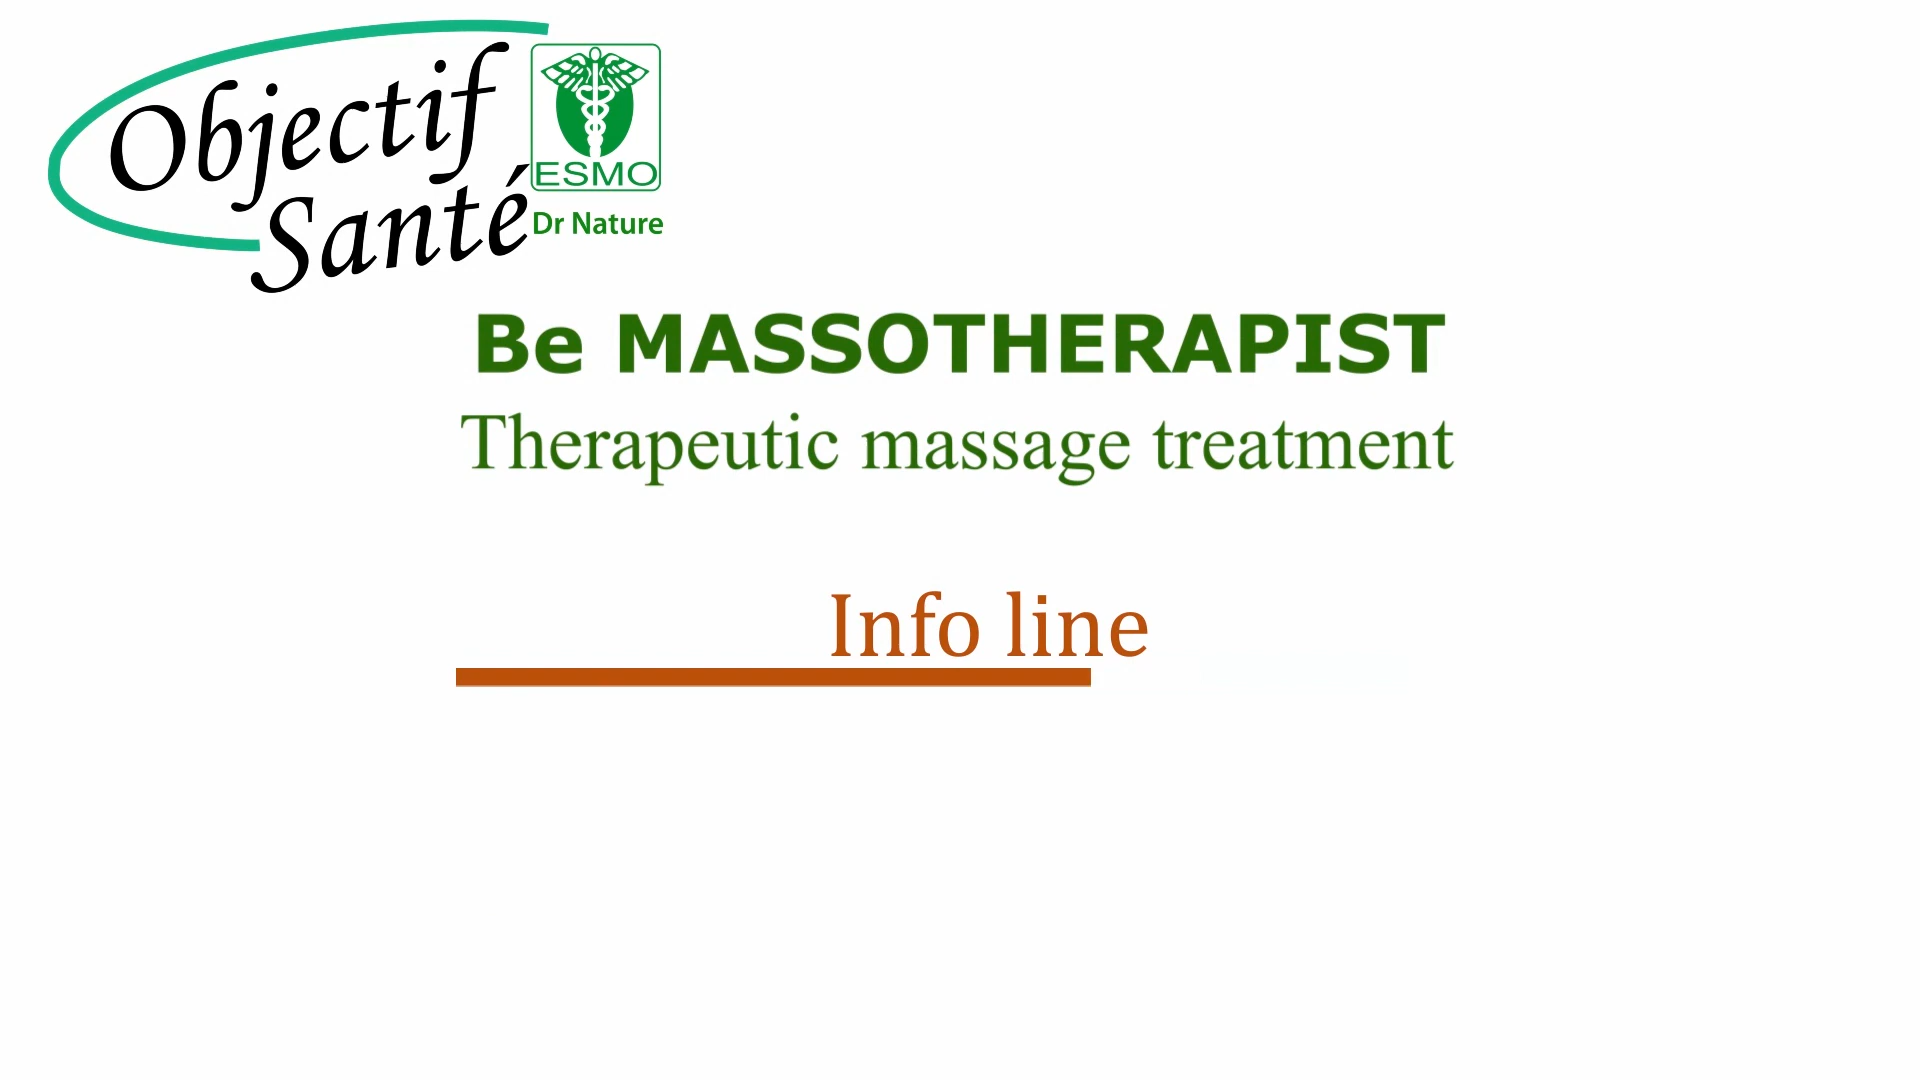 Objectif
Santé
ESMO
Dr Nature
Be MASSOTHERAPIST
Therapeutic massage treatment
Info line